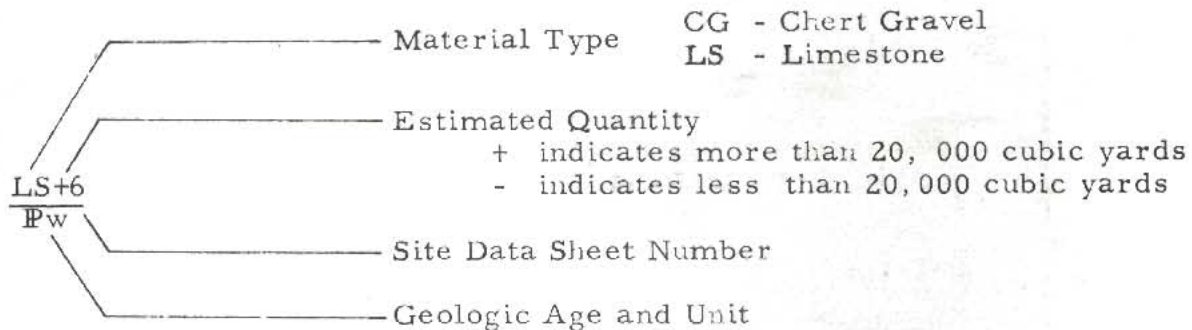 Material Type CG - Chert Gravel
LS - Limestone
Estimated Quantity
+ indicates more than 20, 000 cubic yards
- indicates less than 20,000 cubic yards
LS+6
ℙw
Site Data Sheet Number
Geologic Age and Unit